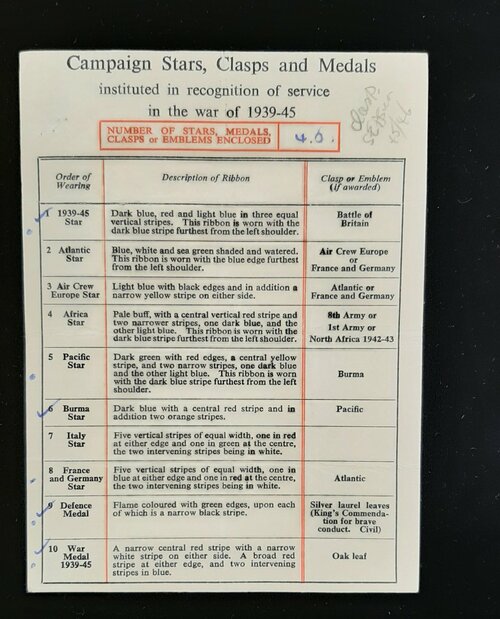 Campaign Stars, Clasps and Medals
instituted in recognition of service
in the war of 1939-45
NUMBER OF STARS, MEDALS,
CLASPS or EMBLEMS ENCLOSED
4.0.
Clasp
45/46
Order of
Wearing
Description of Ribbon
Clasp or Emblem
(if awarded)
1 1939-45
Star
Dark blue, red and light blue in three equal
vertical stripes. This ribbon is worn with the
dark blue stripe furthest from the left shoulder.
Battle of
Britain
2 Atlantic
Star
Blue, white and sea green shaded and watered.
This ribbon is worn with the blue edge furthest
from the left shoulder.
Air Crew Europe
or
France and Germany
3 Air Crew
Europe Star
Light blue with black edges and in addition a
narrow yellow stripe on either side.
Atlantic or
France and Germany
4 Africa
Star
Pale buff, with a central vertical red stripe and
two narrower stripes, one dark blue, and the
other light blue. This ribbon is worn with the
dark blue stripe furthest from the left shoulder.
8th Army or
1st Army or
North Africa 1942-43
5 Pacific
Star
Dark green with red edges, a central yellow
stripe, and two narrow stripes, one dark blue
and the other light blue. This ribbon is worn
with the dark blue stripe furthest from the left
shoulder.
Burma
6 Burma
Star
Dark blue with a central red stripe and in
addition two orange stripes.
Pacific
7 Italy
Star
Five vertical stripes of equal width, one in red
at either edge and one in green at the centre,
the two intervening stripes being in white.
8 France
and Germany
Star
Five vertical stripes of equal width, one in
blue at either edge and one in red at the centre,
the two intervening stripes being in white.
Atlantic
9 Defence
Medal
Flame coloured with green edges, upon each
of which is a narrow black stripe.
Silver laurel leaves
(King's Commenda-
tion for brave
conduct. Civil)
10 War
Medal
1939-45
A narrow central red stripe with a narrow
white stripe on either side. A broad red
stripe at either edge, and two intervening
stripes in blue.
Oak leaf